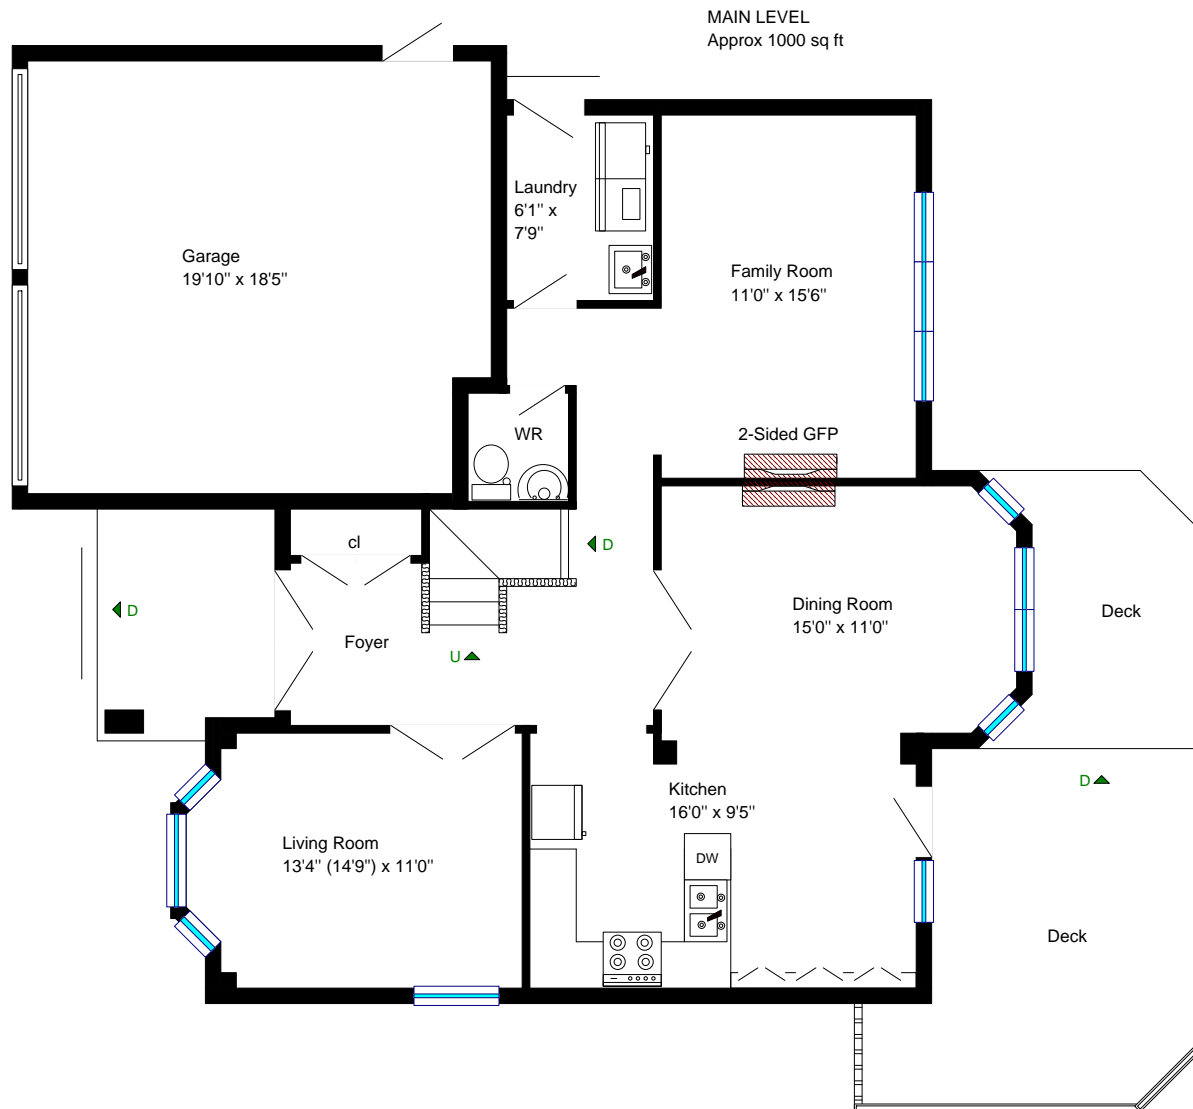 MAIN LEVEL
Approx 1000 sq ft
Laundry
6'1" x
7'9"
Garage
19'10" x 18'5"
Family Room
11'0" x 15'6"
2-Sided GFP
WR
cl
D
D
Dining Room
15'0" x 11'0"
Deck
Foyer
U
D
Kitchen
16'0" x 9'5"
Living Room
13'4" (14'9") x 11'0"
DW
Deck